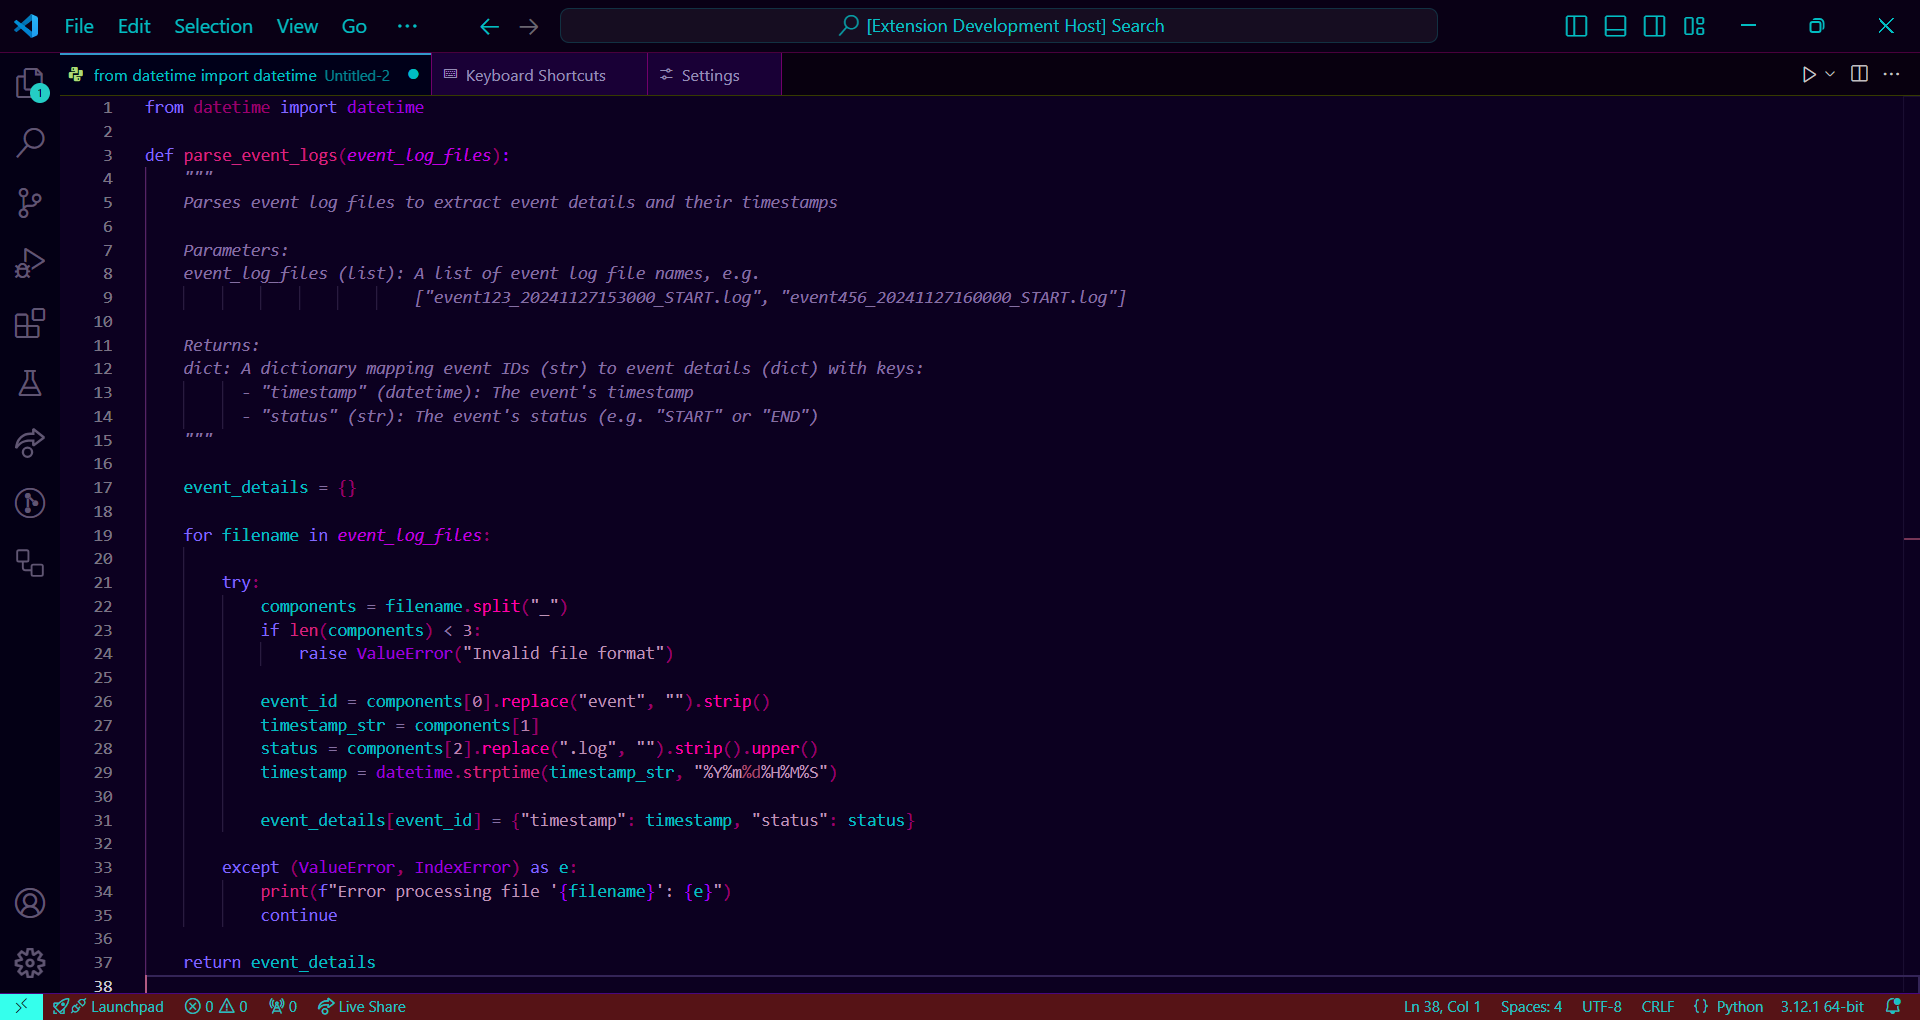 File Edit Selection View Go ··· [Extension Development Host] Search
from datetime import datetime Untitled-2 Keyboard Shortcuts Settings
1
1 from datetime import datetime
2
3 def parse_event_logs(event_log_files):
4 """
5 Parses event log files to extract event details and their timestamps
6
7 Parameters:
8 event_log_files (list): A list of event log file names, e.g.
9 ["event123_20241127153000_START.log", "event456_20241127160000_START.log"]
10
11 Returns:
12 dict: A dictionary mapping event IDs (str) to event details (dict) with keys:
13 - "timestamp" (datetime): The event's timestamp
14 - "status" (str): The event's status (e.g. "START" or "END")
15 """
16
17 event_details = {}
18
19 for filename in event_log_files:
20
21 try:
22 components = filename.split("_")
23 if len(components) < 3:
24 raise ValueError("Invalid file format")
25
26 event_id = components[0].replace("event", "").strip()
27 timestamp_str = components[1]
28 status = components[2].replace(".log", "").strip().upper()
29 timestamp = datetime.strptime(timestamp_str, "%Y%m%d%H%M%S")
30
31 event_details[event_id] = {"timestamp": timestamp, "status": status}
32
33 except (ValueError, IndexError) as e:
34 print(f"Error processing file '{filename}': {e}")
35 continue
36
37 return event_details
38
Launchpad 0 0 0 Live Share Ln 38, Col 1 Spaces: 4 UTF-8 CRLF {} Python 3.12.1 64-bit